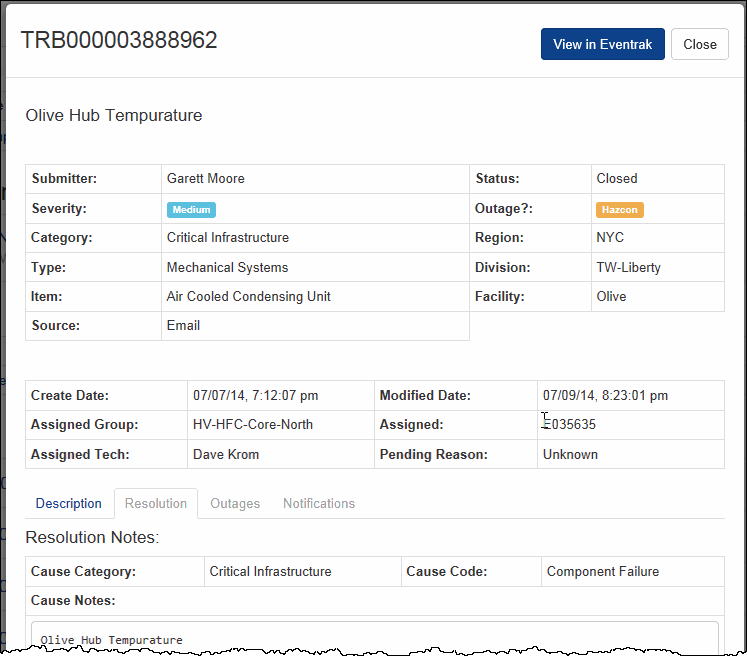 TRB000003888962
View in Eventrak
Close
Olive Hub Tempurature
Submitter: Garett Moore Status: Closed
Severity: Medium Outage?: Hazcon
Category: Critical Infrastructure Region: NYC
Type: Mechanical Systems Division: TW-Liberty
Item: Air Cooled Condensing Unit Facility: Olive
Source: Email
Create Date: 07/07/14, 7:12:07 pm Modified Date: 07/09/14, 8:23:01 pm
Assigned Group: HV-HFC-Core-North Assigned: E035635
Assigned Tech: Dave Krom Pending Reason: Unknown
Description Resolution Outages Notifications
Resolution Notes:
Cause Category: Critical Infrastructure Cause Code: Component Failure
Cause Notes:
Olive Hub Tempurature